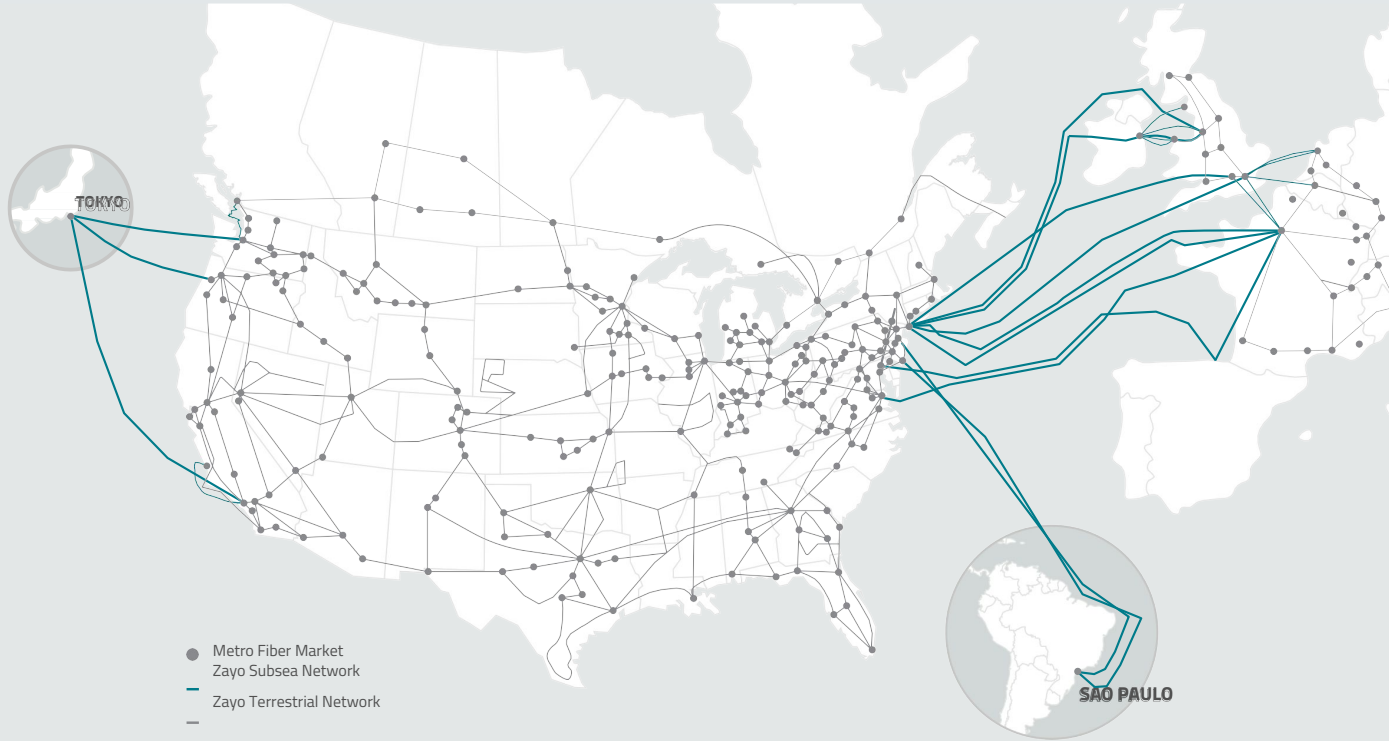 TOKYO
Metro Fiber Market
Zayo Subsea Network
Zayo Terrestrial Network
SAO PAULO